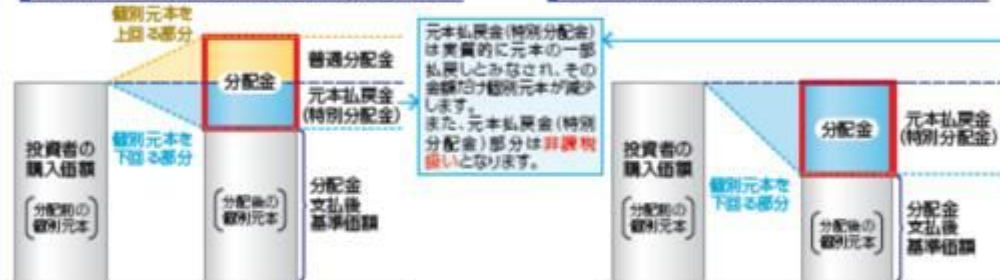 個別元本を
上回る部分
普通分配金
分配金
元本払戻金
(特別分配金)
個別元本を
下回る部分
投資者の
購入価額
(分配前の
個別元本)
(分配後の
個別元本)
分配金
支払後
基準価額
元本払戻金(特別分配金)
は実質的に元本の一部
払戻しとみなされ、その
金額だけ個別元本が減少
します。
また、元本払戻金(特別
分配金)部分は非課税
扱いとなります。
投資者の
購入価額
(分配前の
個別元本)
個別元本を
下回る部分
分配金
元本払戻金
(特別分配金)
(分配後の
個別元本)
分配金
支払後
基準価額